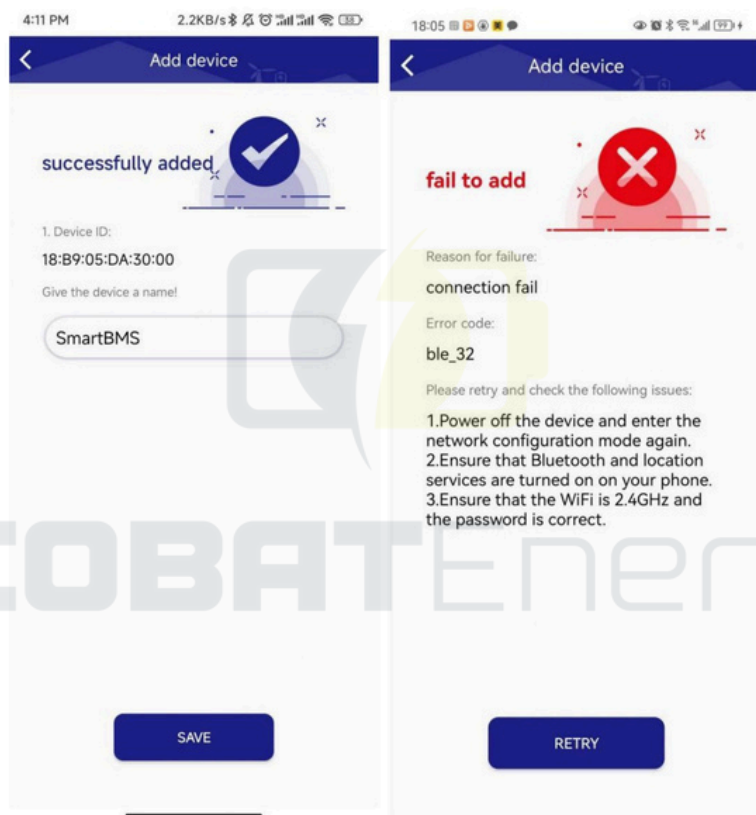 4:11 PM
2.2KB/s
38
Add device
successfully added
1. Device ID:
18:B9:05:DA:30:00
Give the device a name!
SmartBMS
SAVE
18:05
99
Add device
fail to add
Reason for failure:
connection fail
Error code:
ble_32
Please retry and check the following issues:
1.Power off the device and enter the
network configuration mode again.
2.Ensure that Bluetooth and location
services are turned on on your phone.
3.Ensure that the WiFi is 2.4GHz and
the password is correct.
RETRY
COBATEner